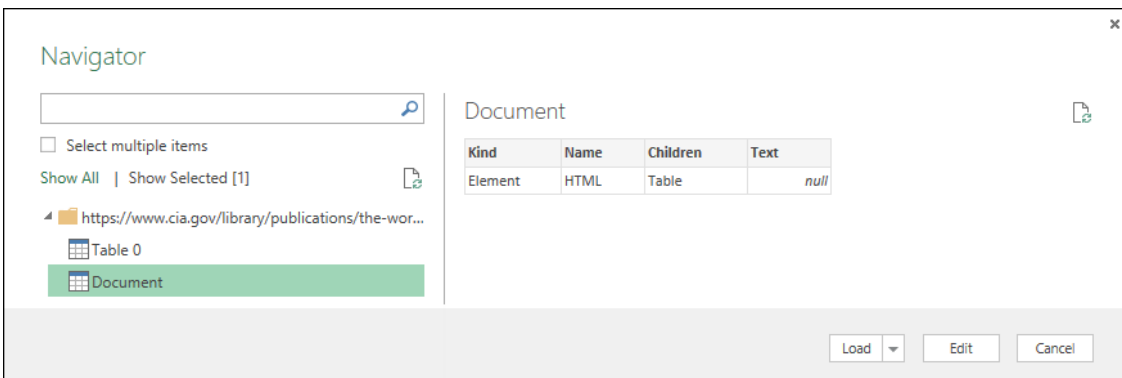 Navigator
Select multiple items
Show All | Show Selected [1]
https://www.cia.gov/library/publications/the-wor...
Table 0
Document
Document
Kind Name Children Text
Element HTML Table null
Load Edit Cancel